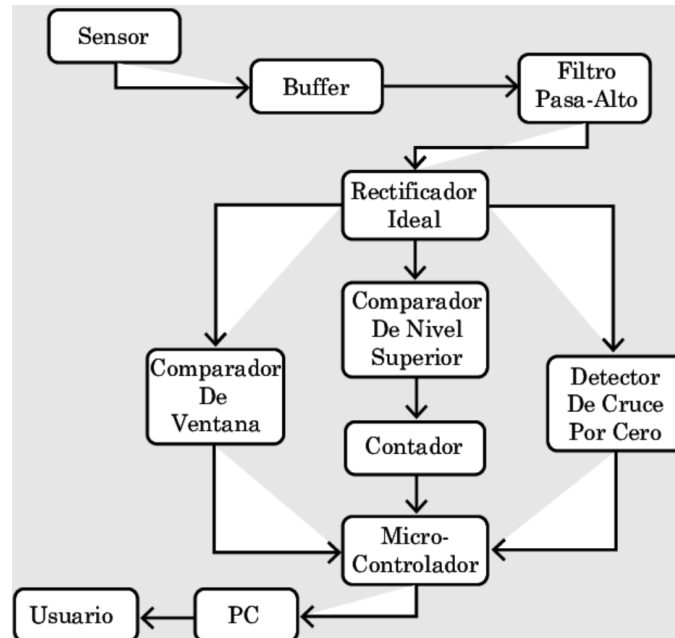 Sensor
Buffer
Filtro
Pasa-Alto
Rectificador
Ideal
Comparador
De Nivel
Superior
Comparador
De
Ventana
Detector
De Cruce
Por Cero
Contador
Micro-
Controlador
Usuario
PC